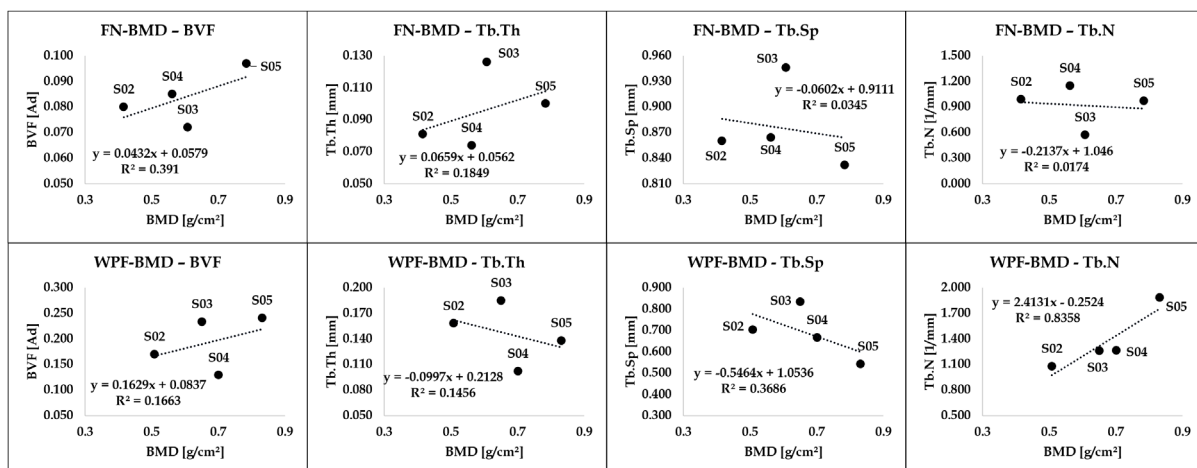 FN-BMD – BVF
0.100
0.090
0.080
0.070
0.060
0.050
BVF [Ad]
S02
S04
S03
S05
y = 0.0432x + 0.0579
R² = 0.391
0.3
0.5
0.7
0.9
BMD [g/cm²]
FN-BMD – Tb.Th
0.130
0.110
0.090
0.070
0.050
Tb.Th [mm]
S03
S02
S04
S05
y = 0.0659x + 0.0562
R² = 0.1849
0.3
0.5
0.7
0.9
BMD [g/cm²]
FN-BMD – Tb.Sp
0.960
0.930
0.900
0.870
0.840
0.810
Tb.Sp [mm]
S03
y = -0.0602x + 0.9111
R² = 0.0345
S02
S04
S05
0.3
0.5
0.7
0.9
BMD [g/cm²]
FN-BMD – Tb.N
1.500
1.200
0.900
0.600
0.300
0.000
Tb.N [1/mm]
S02
S04
S05
S03
y = -0.2137x + 1.046
R² = 0.0174
0.3
0.5
0.7
0.9
BMD [g/cm²]
WPF-BMD – BVF
0.300
0.250
0.200
0.150
0.100
0.050
BVF [Ad]
S02
S03
S05
S04
y = 0.1629x + 0.0837
R² = 0.1663
0.3
0.5
0.7
0.9
BMD [g/cm²]
WPF-BMD - Tb.Th
0.200
0.150
0.100
0.050
0.000
Tb.Th [mm]
S03
S02
S05
S04
y = -0.0997x + 0.2128
R² = 0.1456
0.3
0.5
0.7
0.9
BMD [g/cm²]
WPF-BMD - Tb.Sp
0.900
0.800
0.700
0.600
0.500
0.400
0.300
Tb.Sp [mm]
S03
S02
S04
S05
y = -0.5464x + 1.0536
R² = 0.3686
0.3
0.5
0.7
0.9
BMD [g/cm²]
WPF-BMD - Tb.N
2.000
1.700
1.400
1.100
0.800
0.500
Tb.N [1/mm]
y = 2.4131x - 0.2524
R² = 0.8358
S05
S02
S03
S04
0.3
0.5
0.7
0.9
BMD [g/cm²]